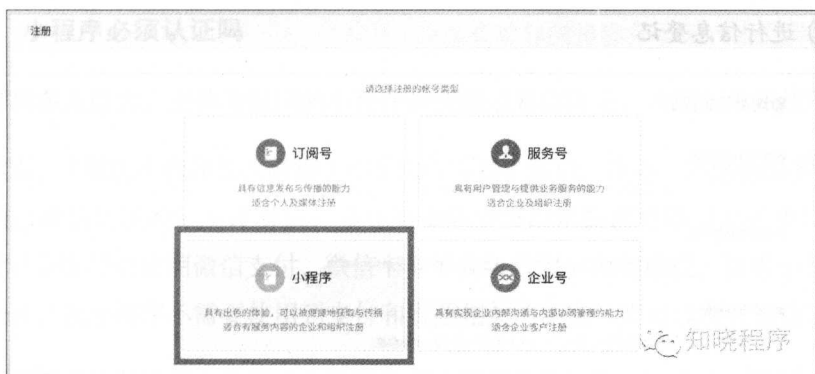 注册
请选择注册的帐号类型
订阅号
具有信息发布与传播的能力
适合个人及媒体注册
服务号
具有用户管理与提供业务服务的能力
适合企业及组织注册
小程序
具有出色的体验，可以被便捷地获取与传播
适合有服务内容的企业和组织注册
企业号
具有实现企业内部沟通与内部协同管理的能力
适合企业客户注册
知晓程序